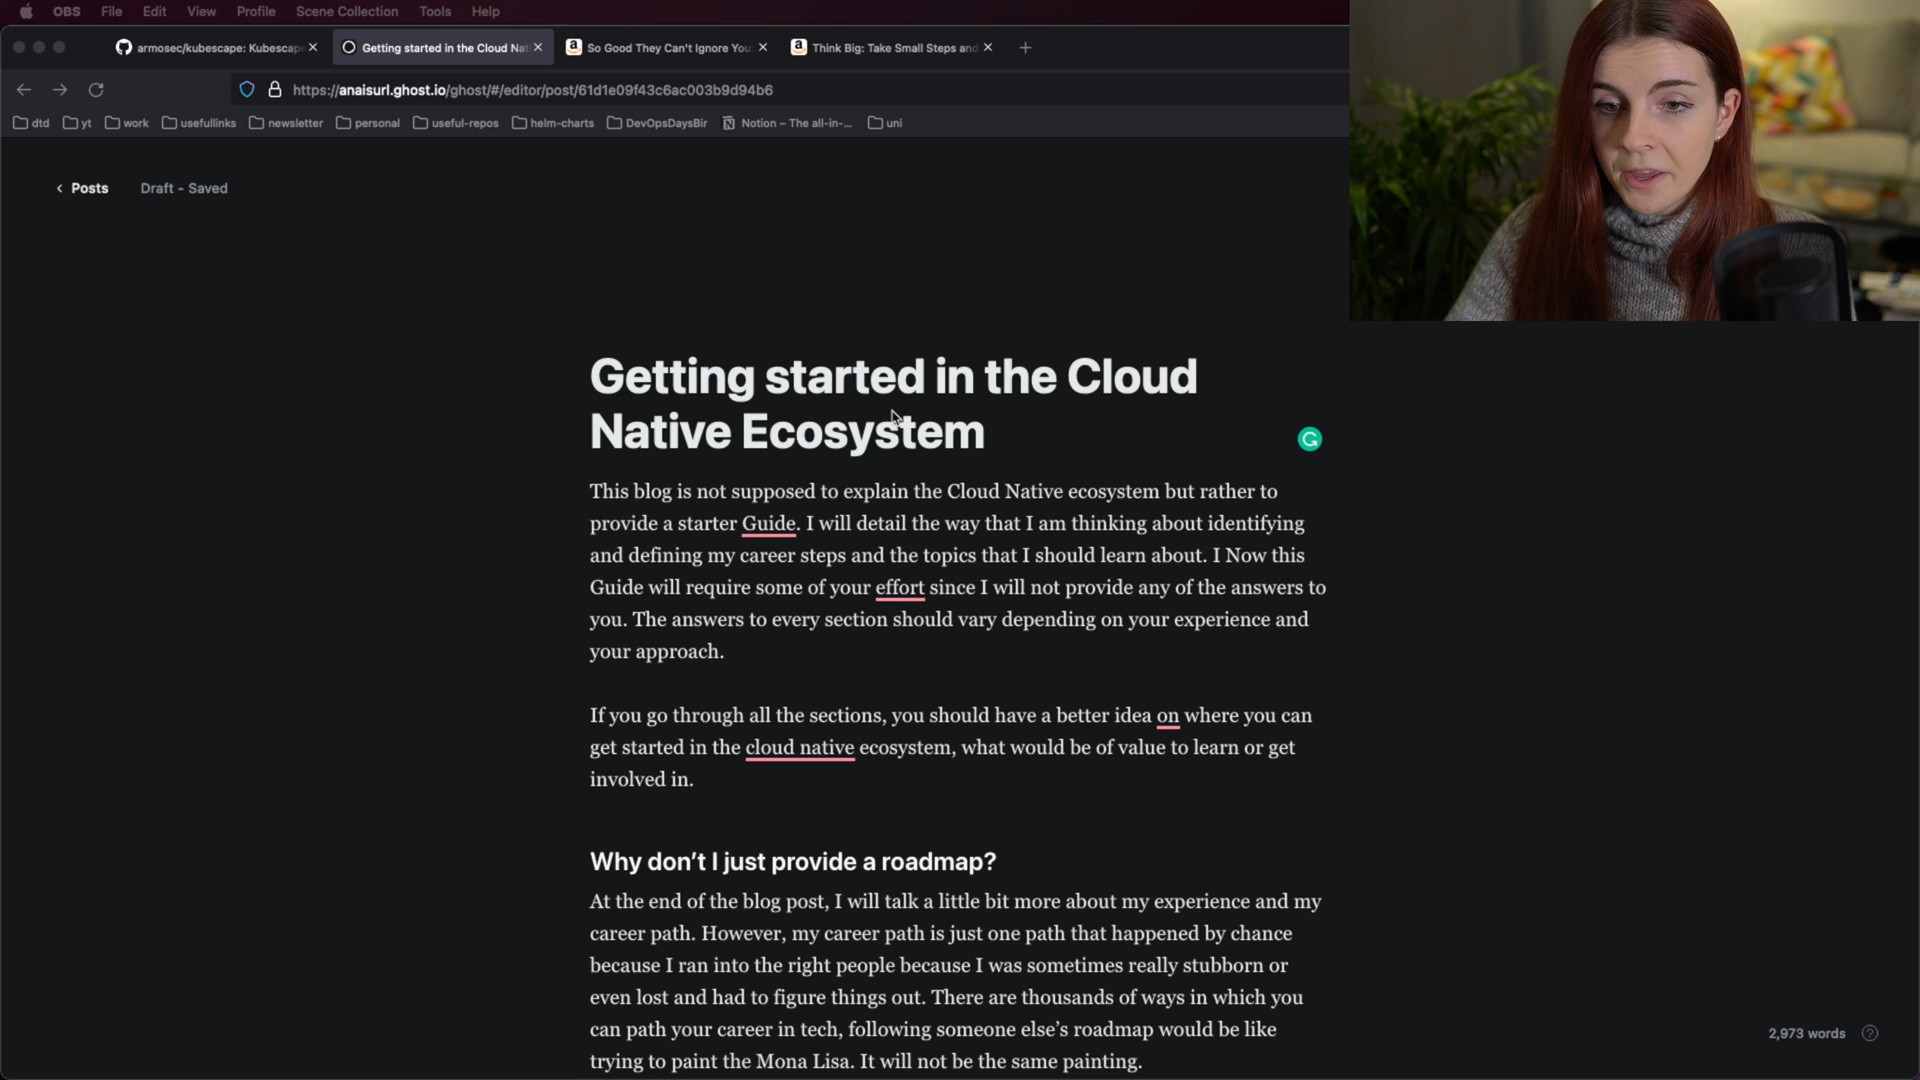 OBS File Edit View Profile Scene Collection Tools Help
armosec/kubescape: Kubescape
Getting started in the Cloud Nat
So Good They Can't Ignore You:
Think Big: Take Small Steps and
https://anaisurl.ghost.io/ghost/#/editor/post/61d1e09f43c6ac003b9d94b6
dtd yt work usefullinks newsletter personal useful-repos helm-charts DevOpsDaysBir Notion – The all-in-... uni
Posts
Draft - Saved
Getting started in the Cloud
Native Ecosystem
This blog is not supposed to explain the Cloud Native ecosystem but rather to
provide a starter Guide. I will detail the way that I am thinking about identifying
and defining my career steps and the topics that I should learn about. I Now this
Guide will require some of your effort since I will not provide any of the answers to
you. The answers to every section should vary depending on your experience and
your approach.
If you go through all the sections, you should have a better idea on where you can
get started in the cloud native ecosystem, what would be of value to learn or get
involved in.
Why don't I just provide a roadmap?
At the end of the blog post, I will talk a little bit more about my experience and my
career path. However, my career path is just one path that happened by chance
because I ran into the right people because I was sometimes really stubborn or
even lost and had to figure things out. There are thousands of ways in which you
can path your career in tech, following someone else's roadmap would be like
trying to paint the Mona Lisa. It will not be the same painting.
2,973 words